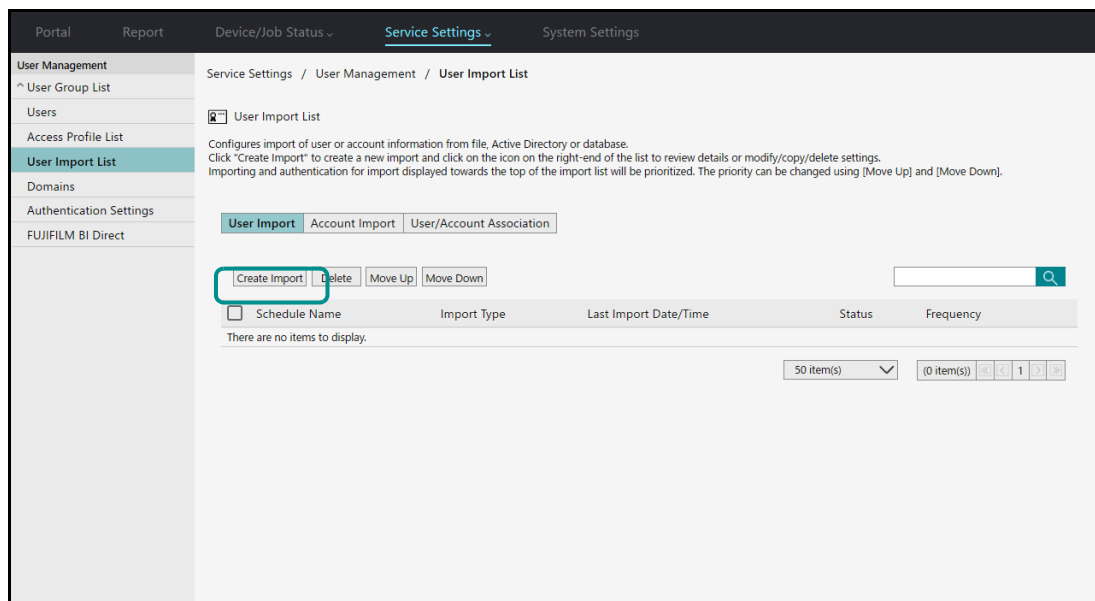 Portal Report Device/Job Status Service Settings System Settings
User Management
User Group List
Users
Access Profile List
User Import List
Domains
Authentication Settings
FUJIFILM BI Direct
Service Settings / User Management / User Import List
User Import List
Configures import of user or account information from file, Active Directory or database.
Click "Create Import" to create a new import and click on the icon on the right-end of the list to review details or modify/copy/delete settings.
Importing and authentication for import displayed towards the top of the import list will be prioritized. The priority can be changed using [Move Up] and [Move Down].
User Import Account Import User/Account Association
Create Import Delete Move Up Move Down
Schedule Name Import Type Last Import Date/Time Status Frequency
There are no items to display.
50 item(s) (0 item(s)) 1